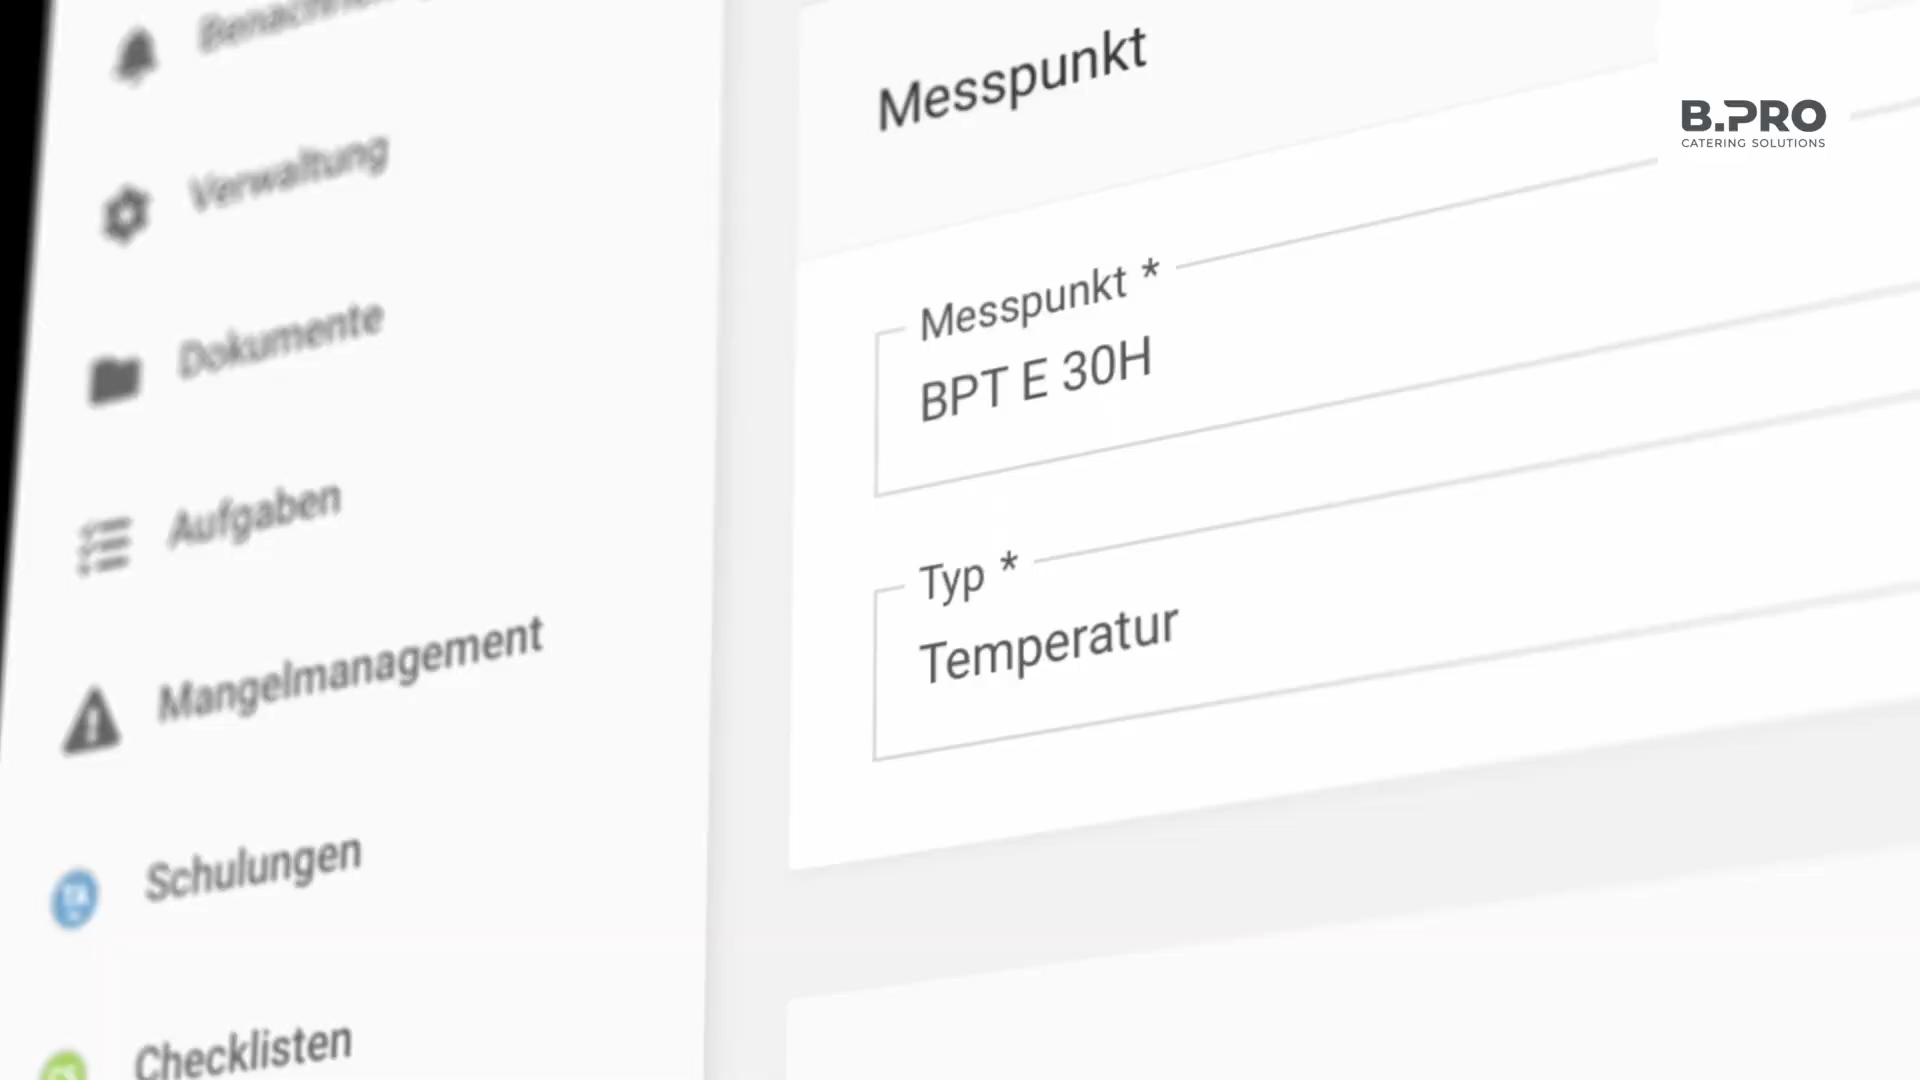 Verwaltung
Dokumente
Aufgaben
Mangelmanagement
Schulungen
Checklisten
Messpunkt
Messpunkt *
BPT E 30H
Typ *
Temperatur
B.PRO
CATERING SOLUTIONS